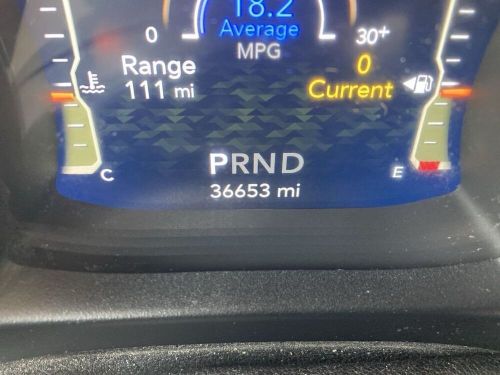 18.2
Average
MPG
0
30+
Range
111 mi
0
Current
PRND
36653 mi
C
E